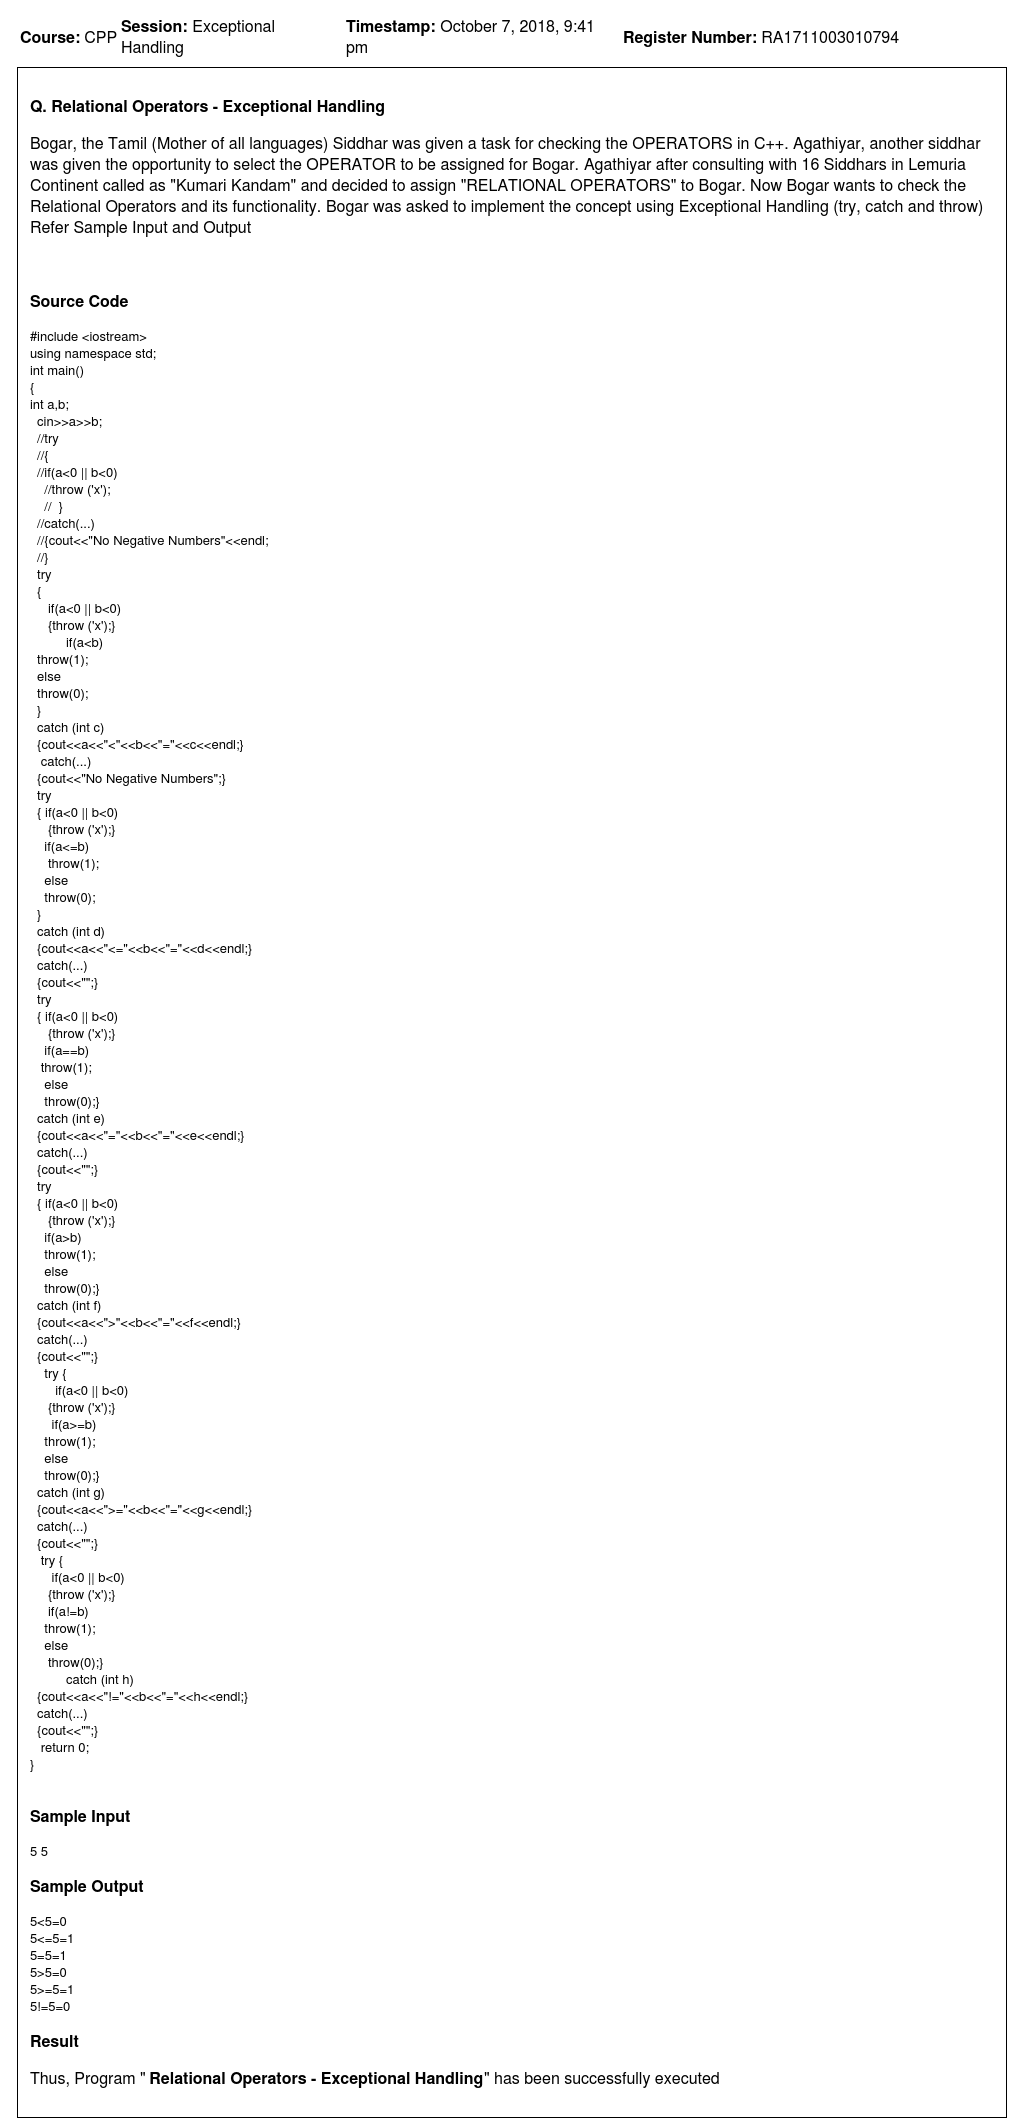 Course: CPP Session: Exceptional Handling Timestamp: October 7, 2018, 9:41 pm Register Number: RA1711003010794
Q. Relational Operators - Exceptional Handling
Bogar, the Tamil (Mother of all languages) Siddhar was given a task for checking the OPERATORS in C++. Agathiyar, another siddhar
was given the opportunity to select the OPERATOR to be assigned for Bogar. Agathiyar after consulting with 16 Siddhars in Lemuria
Continent called as "Kumari Kandam" and decided to assign "RELATIONAL OPERATORS" to Bogar. Now Bogar wants to check the
Relational Operators and its functionality. Bogar was asked to implement the concept using Exceptional Handling (try, catch and throw)
Refer Sample Input and Output
Source Code
#include <iostream>
using namespace std;
int main()
{
int a,b;
cin>>a>>b;
//try
//{
//if(a<0 || b<0)
//throw ('x');
// }
//catch(...)
//{cout<<"No Negative Numbers"<<endl;
//}
try
{
if(a<0 || b<0)
{throw ('x');}
if(a<b)
throw(1);
else
throw(0);
}
catch (int c)
{cout<<a<<"<"<<b<<"="<<c<<endl;}
catch(...)
{cout<<"No Negative Numbers";}
try
{ if(a<0 || b<0)
{throw ('x');}
if(a<=b)
throw(1);
else
throw(0);
}
catch (int d)
{cout<<a<<"<="<<b<<"="<<d<<endl;}
catch(...)
{cout<<"";}
try
{ if(a<0 || b<0)
{throw ('x');}
if(a==b)
throw(1);
else
throw(0);}
catch (int e)
{cout<<a<<"="<<b<<"="<<e<<endl;}
catch(...)
{cout<<"";}
try
{ if(a<0 || b<0)
{throw ('x');}
if(a>b)
throw(1);
else
throw(0);}
catch (int f)
{cout<<a<<">"<<b<<"="<<f<<endl;}
catch(...)
{cout<<"";}
try {
if(a<0 || b<0)
{throw ('x');}
if(a>=b)
throw(1);
else
throw(0);}
catch (int g)
{cout<<a<<">="<<b<<"="<<g<<endl;}
catch(...)
{cout<<"";}
try {
if(a<0 || b<0)
{throw ('x');}
if(a!=b)
throw(1);
else
throw(0);}
catch (int h)
{cout<<a<<"!="<<b<<"="<<h<<endl;}
catch(...)
{cout<<"";}
return 0;
}
Sample Input
5 5
Sample Output
5<5=0
5<=5=1
5=5=1
5>5=0
5>=5=1
5!=5=0
Result
Thus, Program " Relational Operators - Exceptional Handling" has been successfully executed